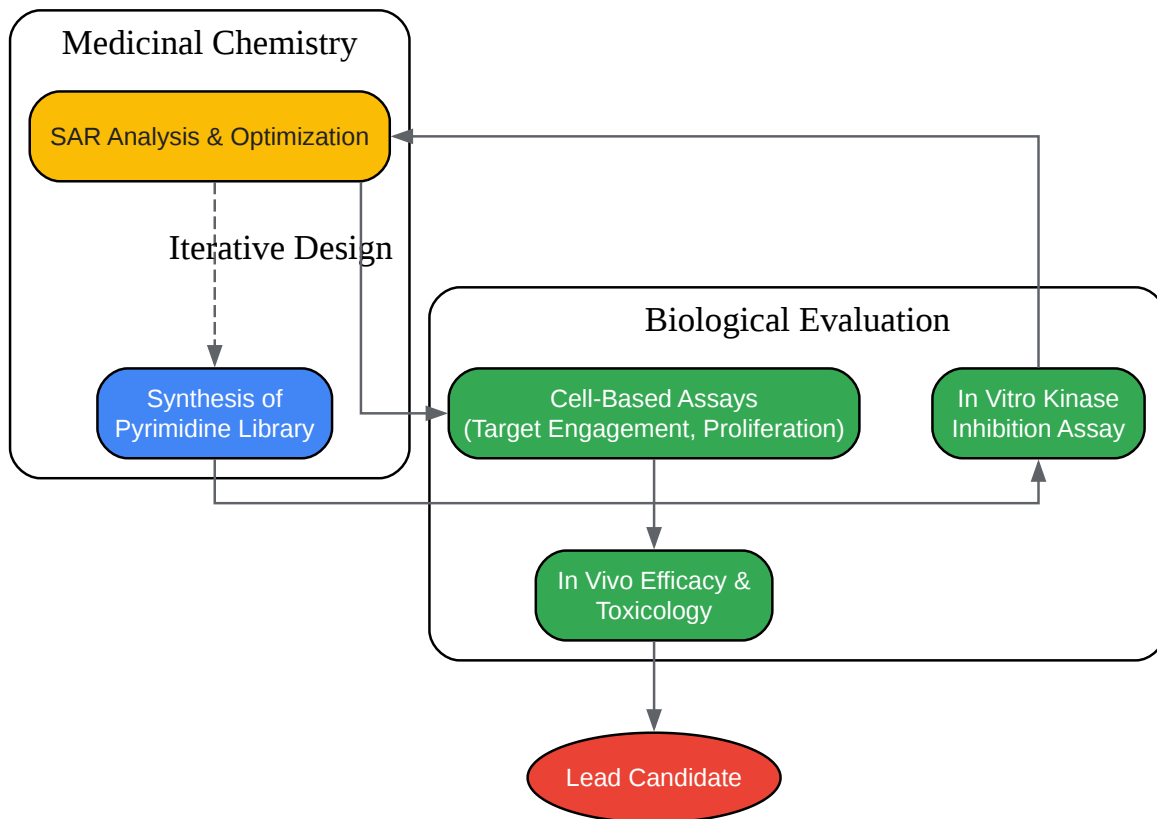 Medicinal Chemistry
SAR Analysis & Optimization
Iterative Design
Synthesis of
Pyrimidine Library
Biological Evaluation
Cell-Based Assays
(Target Engagement, Proliferation)
In Vitro Kinase
Inhibition Assay
In Vivo Efficacy &
Toxicology
Lead Candidate